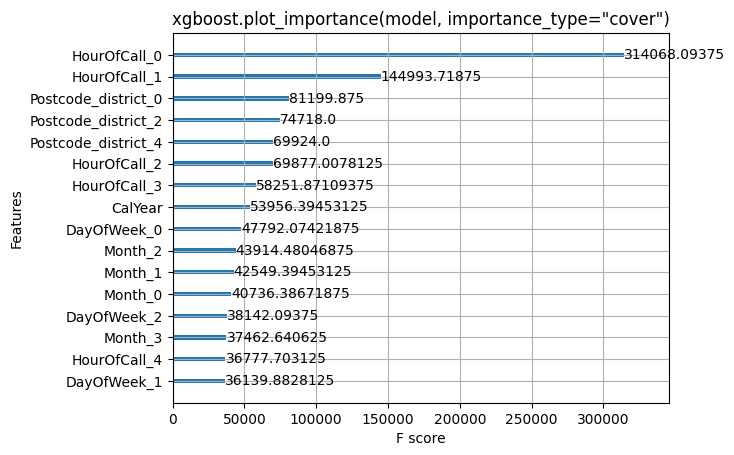 xgboost.plot_importance(model, importance_type="cover")
HourOfCall_0 314068.09375
HourOfCall_1 144993.71875
Postcode_district_0 81199.875
Postcode_district_2 74718.0
Postcode_district_4 69924.0
HourOfCall_2 69877.0078125
HourOfCall_3 58251.87109375
CalYear 53956.39453125
DayOfWeek_0 47792.07421875
Month_2 43914.48046875
Month_1 42549.39453125
Month_0 40736.38671875
DayOfWeek_2 38142.09375
Month_3 37462.640625
HourOfCall_4 36777.703125
DayOfWeek_1 36139.8828125
Features
0 50000 100000 150000 200000 250000 300000
F score